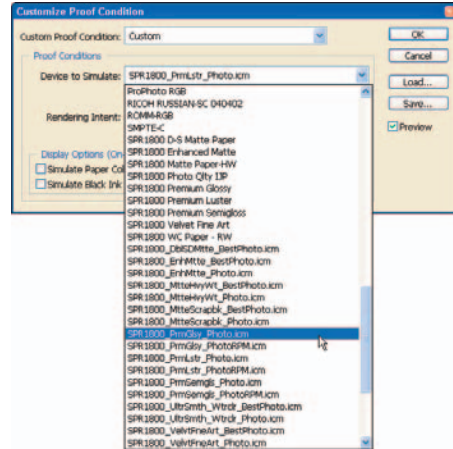 Customize Proof Condition
Custom Proof Condition: Custom
OK
Proof Conditions
Cancel
Device to Simulate: SPR1800_PrmLstr_Photo.icm
Load...
ProPhoto RGB
Save...
RICOH RUSSIAN-SC 040402
Rendering Intent:
ROMM-RGB
Preview
SMPTE-C
SPR1800 D-S Matte Paper
Display Options (On
SPR1800 Enhanced Matte
Simulate Paper Col
SPR1800 Matte Paper-HW
Simulate Black Ink
SPR1800 Photo Qlty IJP
SPR1800 Premium Glossy
SPR1800 Premium Luster
SPR1800 Premium Semigloss
SPR1800 Velvet Fine Art
SPR1800 WC Paper - RW
SPR1800_DblSDMtte_BestPhoto.icm
SPR1800_EnhMtte_BestPhoto.icm
SPR1800_EnhMtte_Photo.icm
SPR1800_MtteHvyWt_BestPhoto.icm
SPR1800_MtteHvyWt_Photo.icm
SPR1800_MtteScrapbk_BestPhoto.icm
SPR1800_MtteScrapbk_Photo.icm
SPR1800_PrmGlsy_Photo.icm
SPR1800_PrmGlsy_PhotoRPM.icm
SPR1800_PrmLstr_Photo.icm
SPR1800_PrmLstr_PhotoRPM.icm
SPR1800_PrmSemgls_Photo.icm
SPR1800_PrmSemgls_PhotoRPM.icm
SPR1800_UltrSmth_Wtrclr_BestPhoto.icm
SPR1800_VelvtFneArt_BestPhoto.icm
SPR1800_VelvtFneArt_Photo.icm